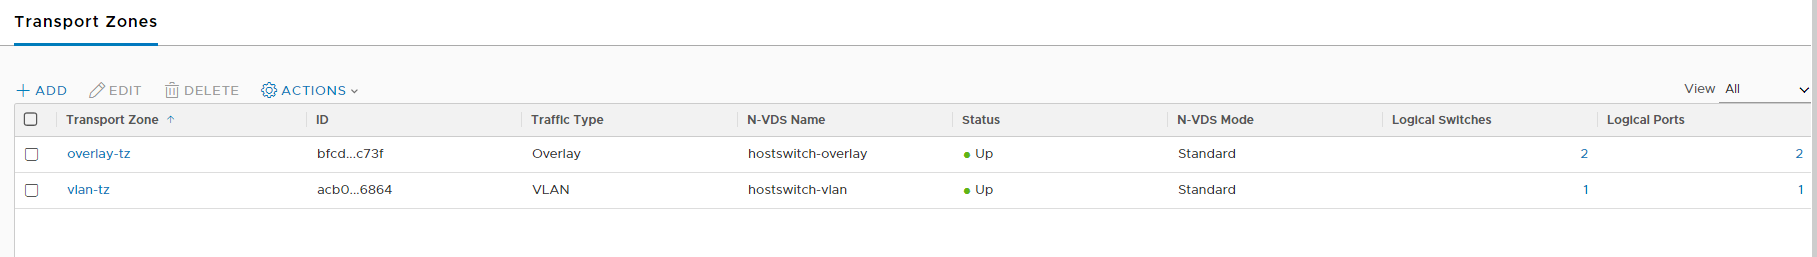 Transport Zones
ADD EDIT DELETE ACTIONS View All
Transport Zone ID Traffic Type N-VDS Name Status N-VDS Mode Logical Switches Logical Ports
overlay-tz bfcd...c73f Overlay hostswitch-overlay Up Standard 2 2
vlan-tz acb0...6864 VLAN hostswitch-vlan Up Standard 1 1